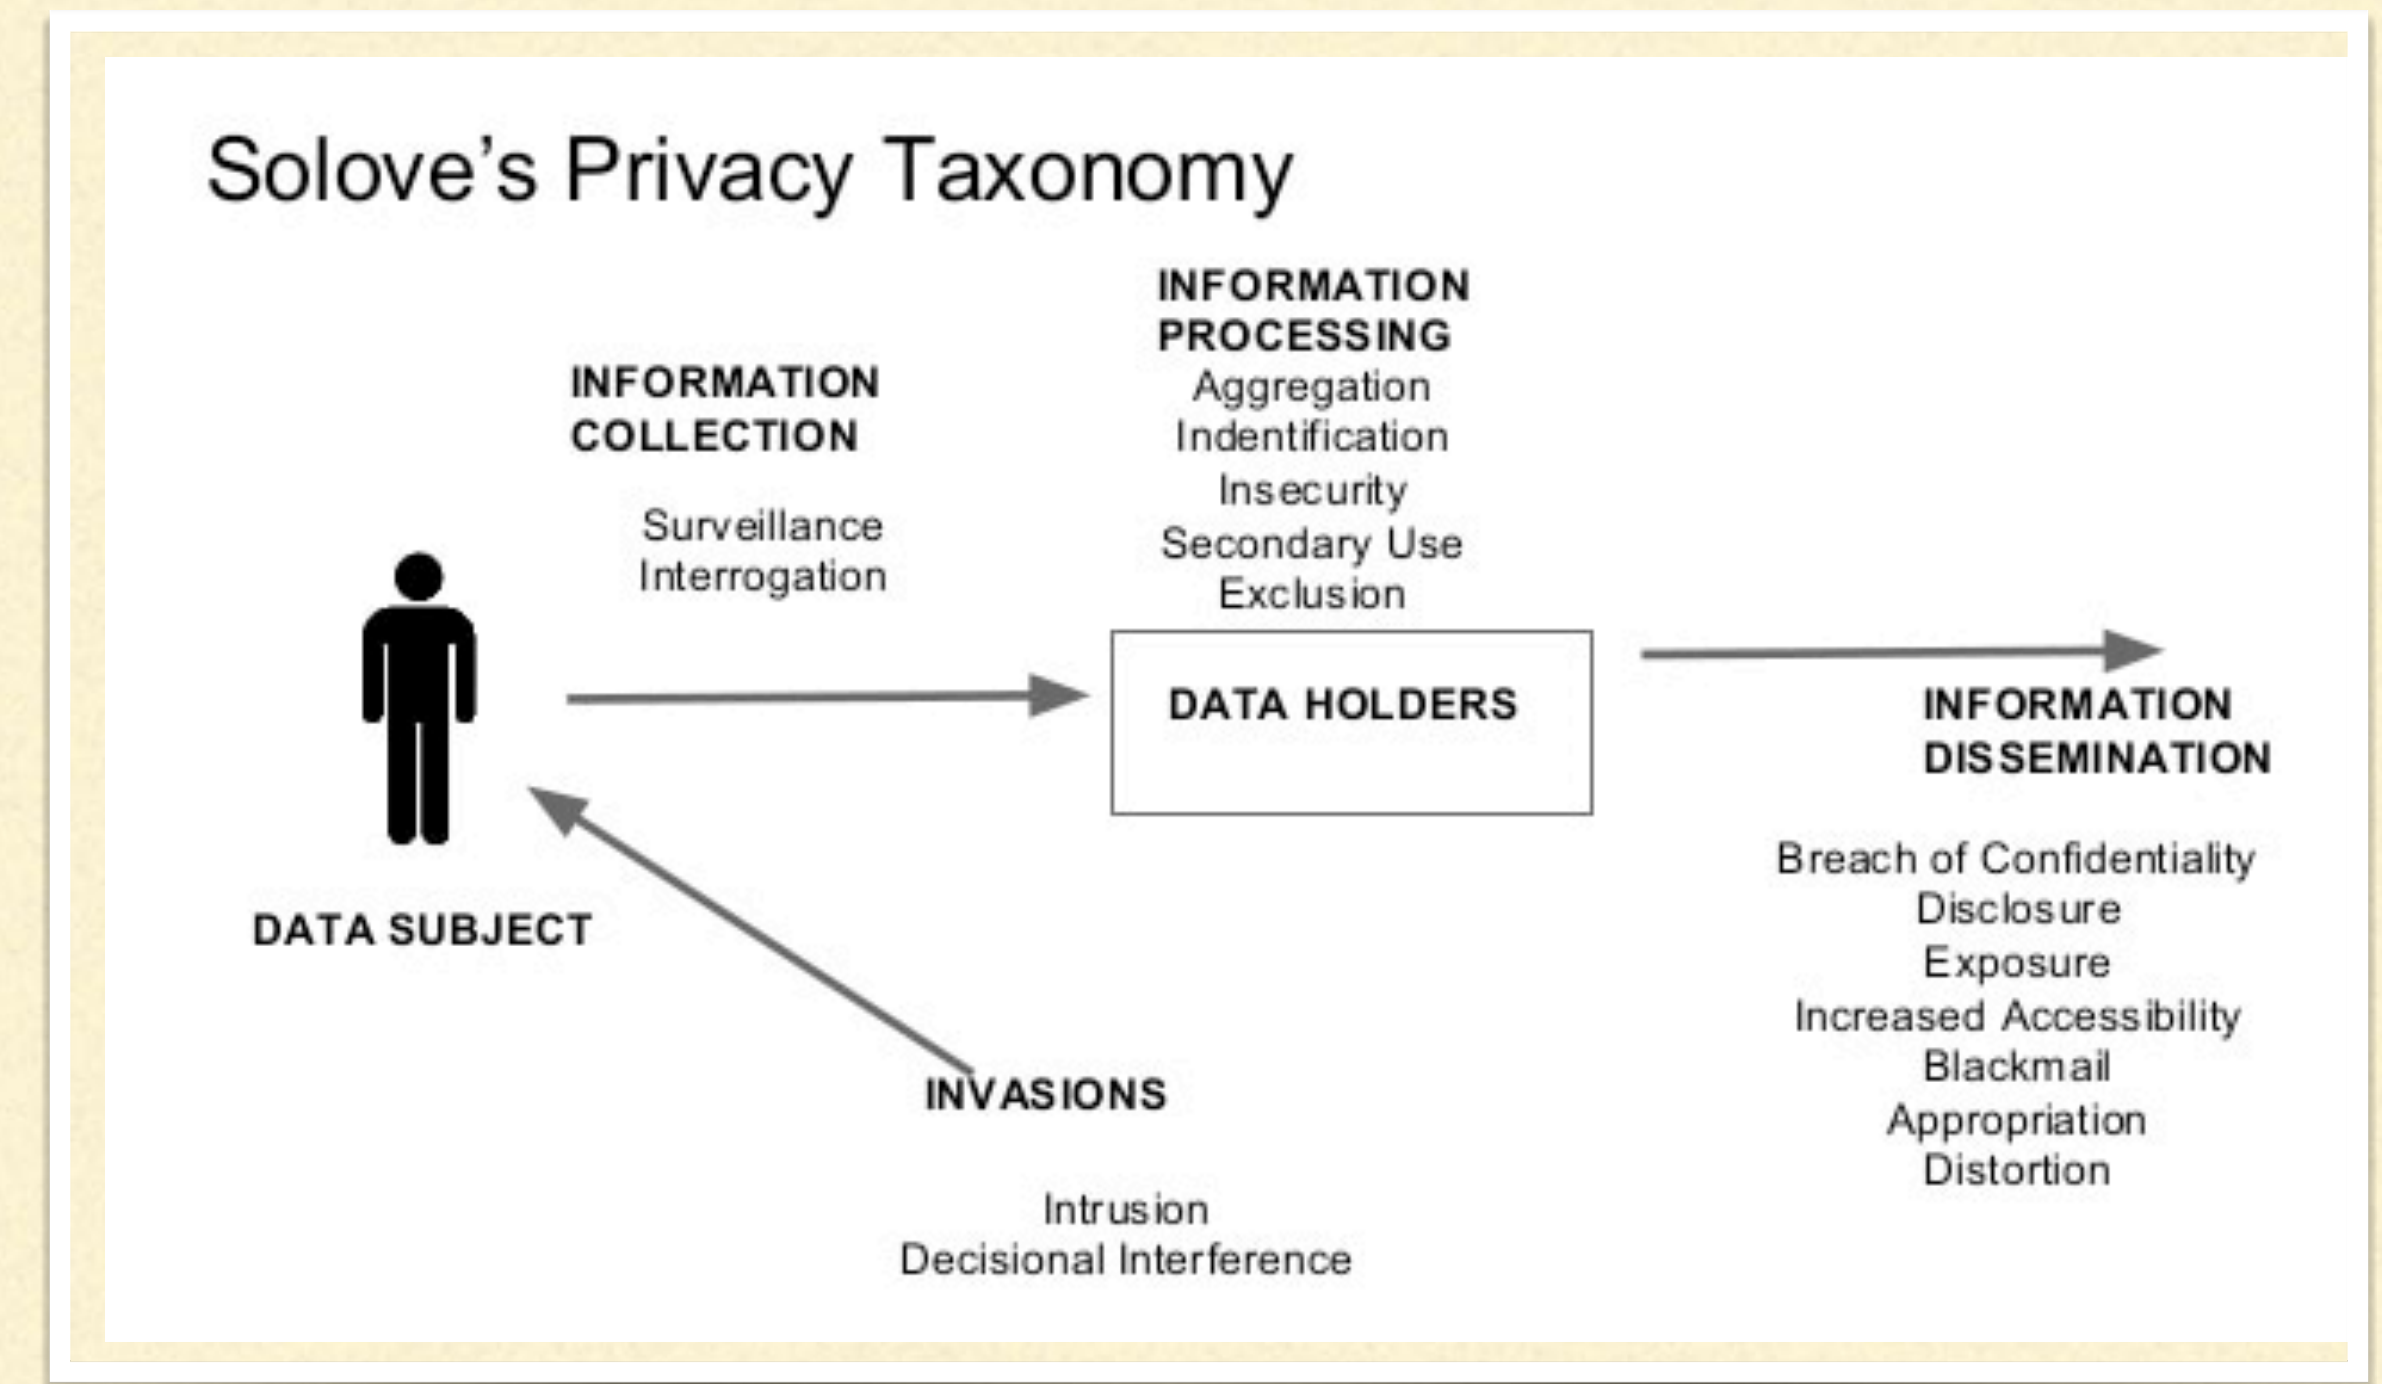 Solove’s Privacy Taxonomy
INFORMATION
COLLECTION
Surveillance
Interrogation
INFORMATION
PROCESSING
Aggregation
Indentification
Insecurity
Secondary Use
Exclusion
DATA HOLDERS
INFORMATION
DISSEMINATION
Breach of Confidentiality
Disclosure
Exposure
Increased Accessibility
Blackmail
Appropriation
Distortion
DATA SUBJECT
INVASIONS
Intrusion
Decisional Interference